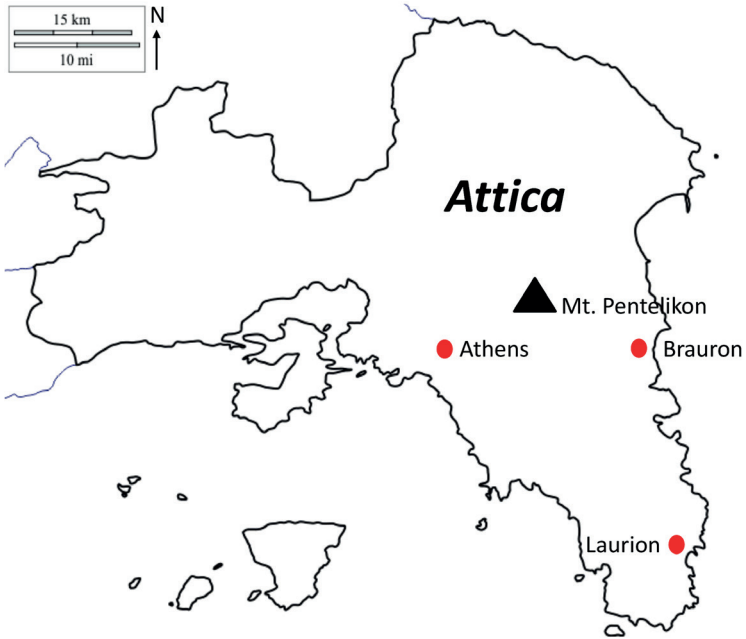 15 km
10 mi
N
Attica
Mt. Pentelikon
Athens
Brauron
Laurion